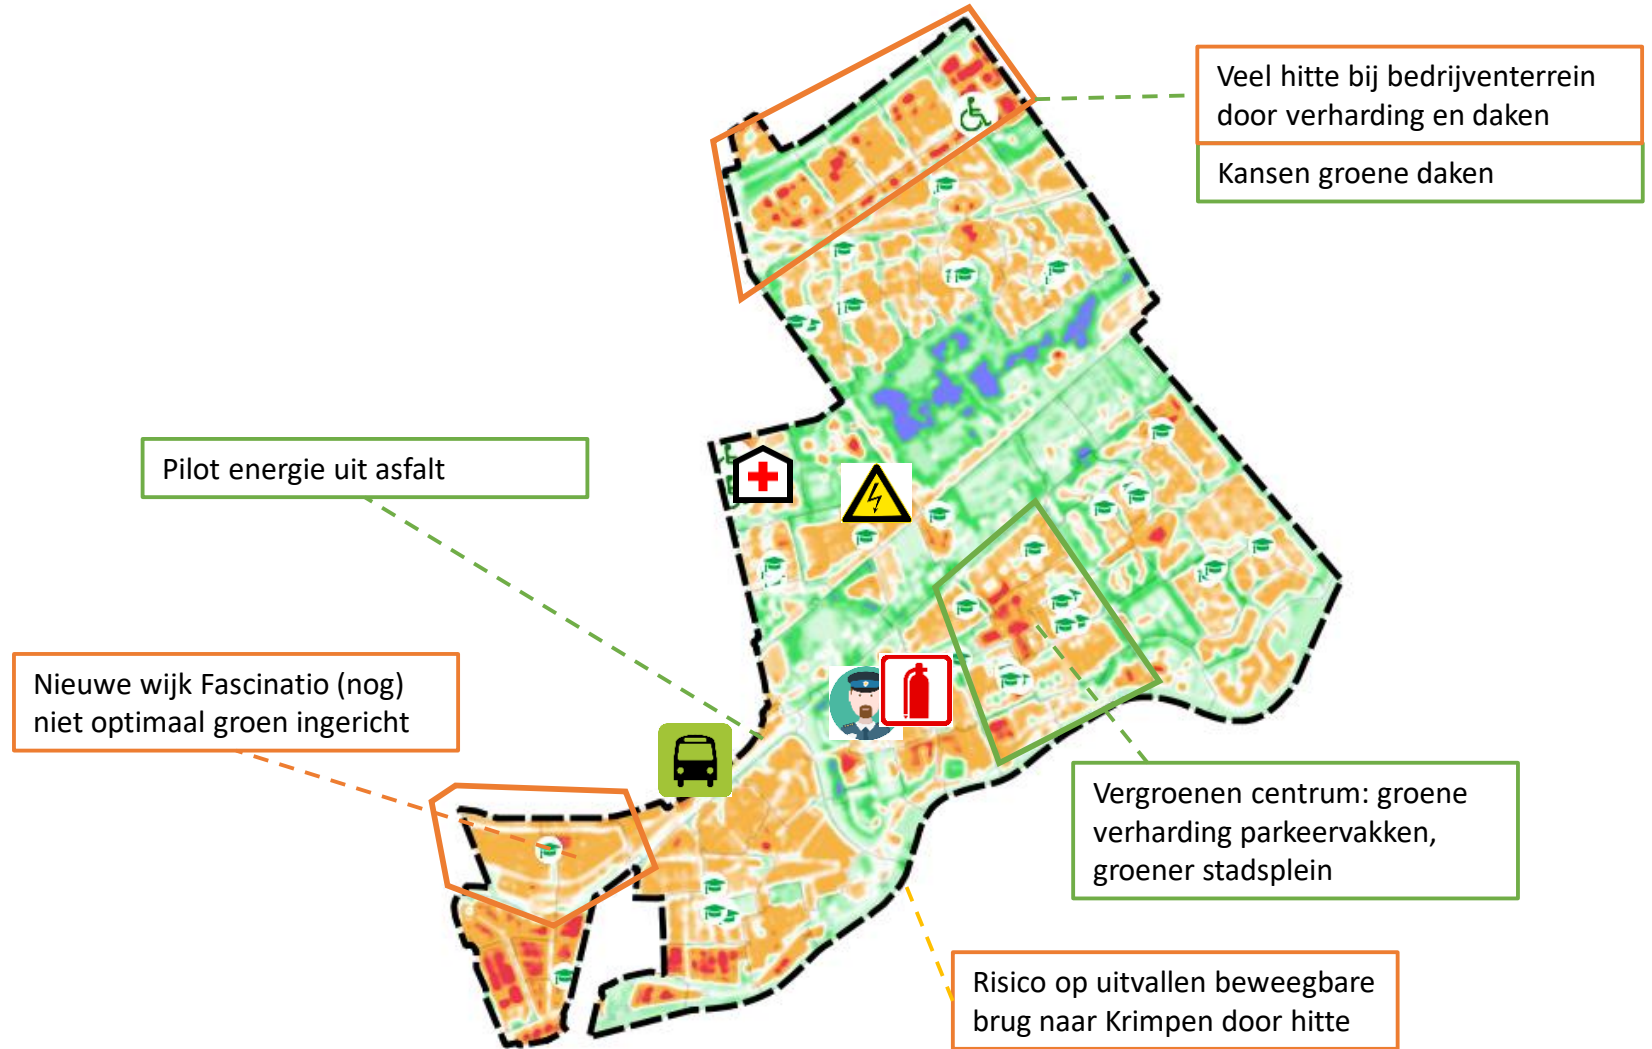 Veel hitte bij bedrijventerrein
door verharding en daken
Kansen groene daken
Pilot energie uit asfalt
Nieuwe wijk Fascinatio (nog)
niet optimaal groen ingericht
Vergroenen centrum: groene
verharding parkeervakken,
groener stadsplein
Risico op uitvallen beweegbare
brug naar Krimpen door hitte